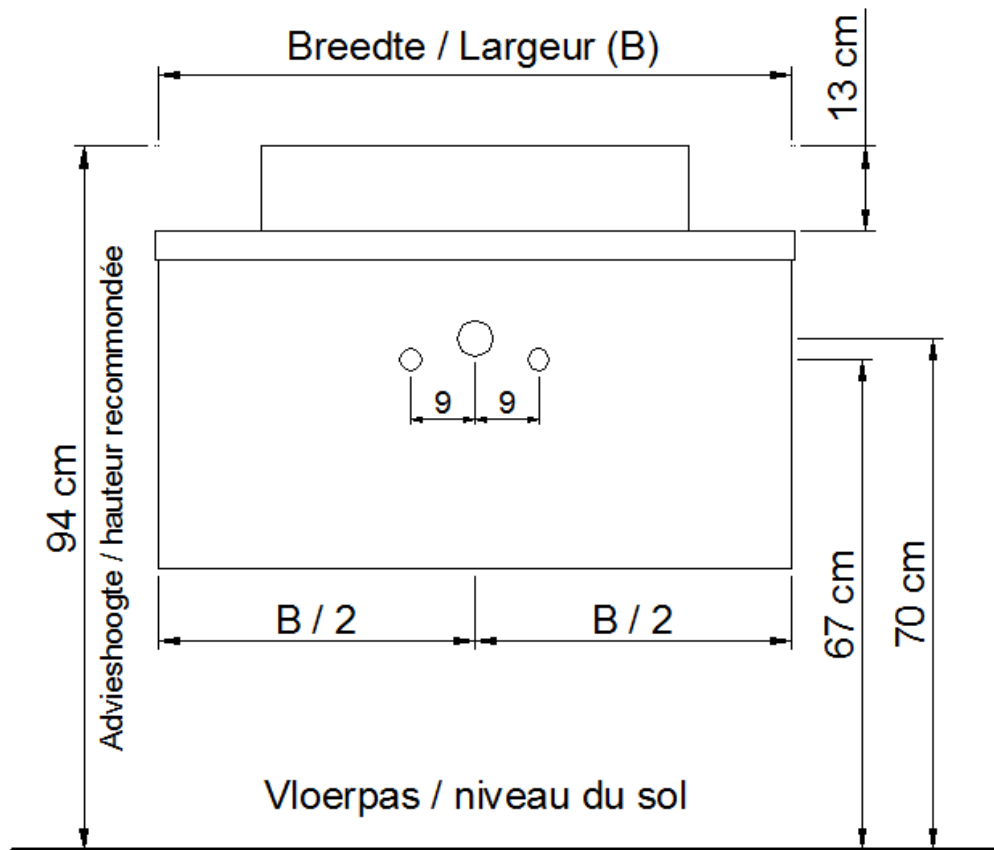 Breedte / Largeur (B)
13 cm
94 cm
Advieshoogte / hauteur recommondée
9
9
67 cm
70 cm
B / 2
B / 2
Vloerpas / niveau du sol